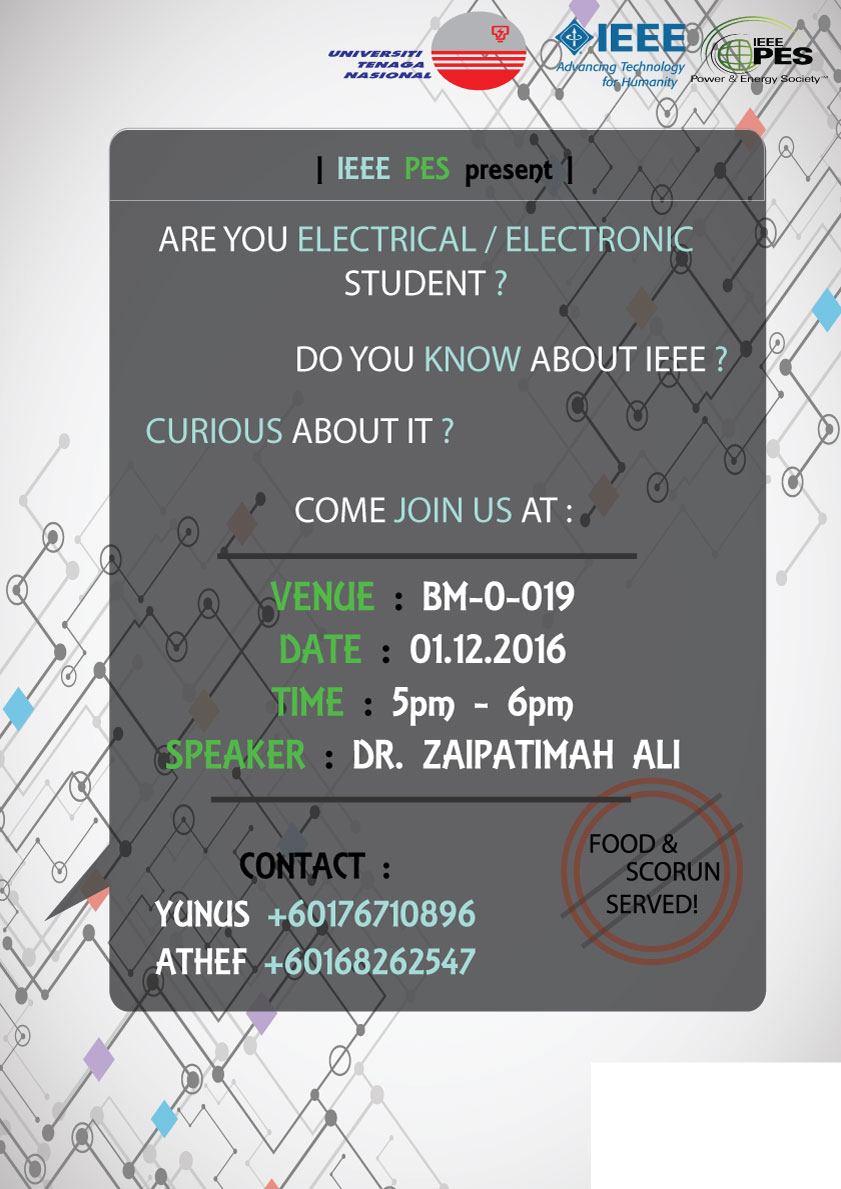 UNIVERSITI
TENAGA
NASIONAL
IEEE
Advancing Technology
for Humanity
IEEE
PES
Power & Energy Society™
| IEEE PES present |
ARE YOU ELECTRICAL / ELECTRONIC
STUDENT ?
DO YOU KNOW ABOUT IEEE ?
CURIOUS ABOUT IT ?
COME JOIN US AT :
VENUE : BM-0-019
DATE : 01.12.2016
TIME : 5pm - 6pm
SPEAKER : DR. ZAIPATIMAH ALI
CONTACT :
YUNUS +60176710896
ATHEF +60168262547
FOOD &
SCORUN
SERVED!